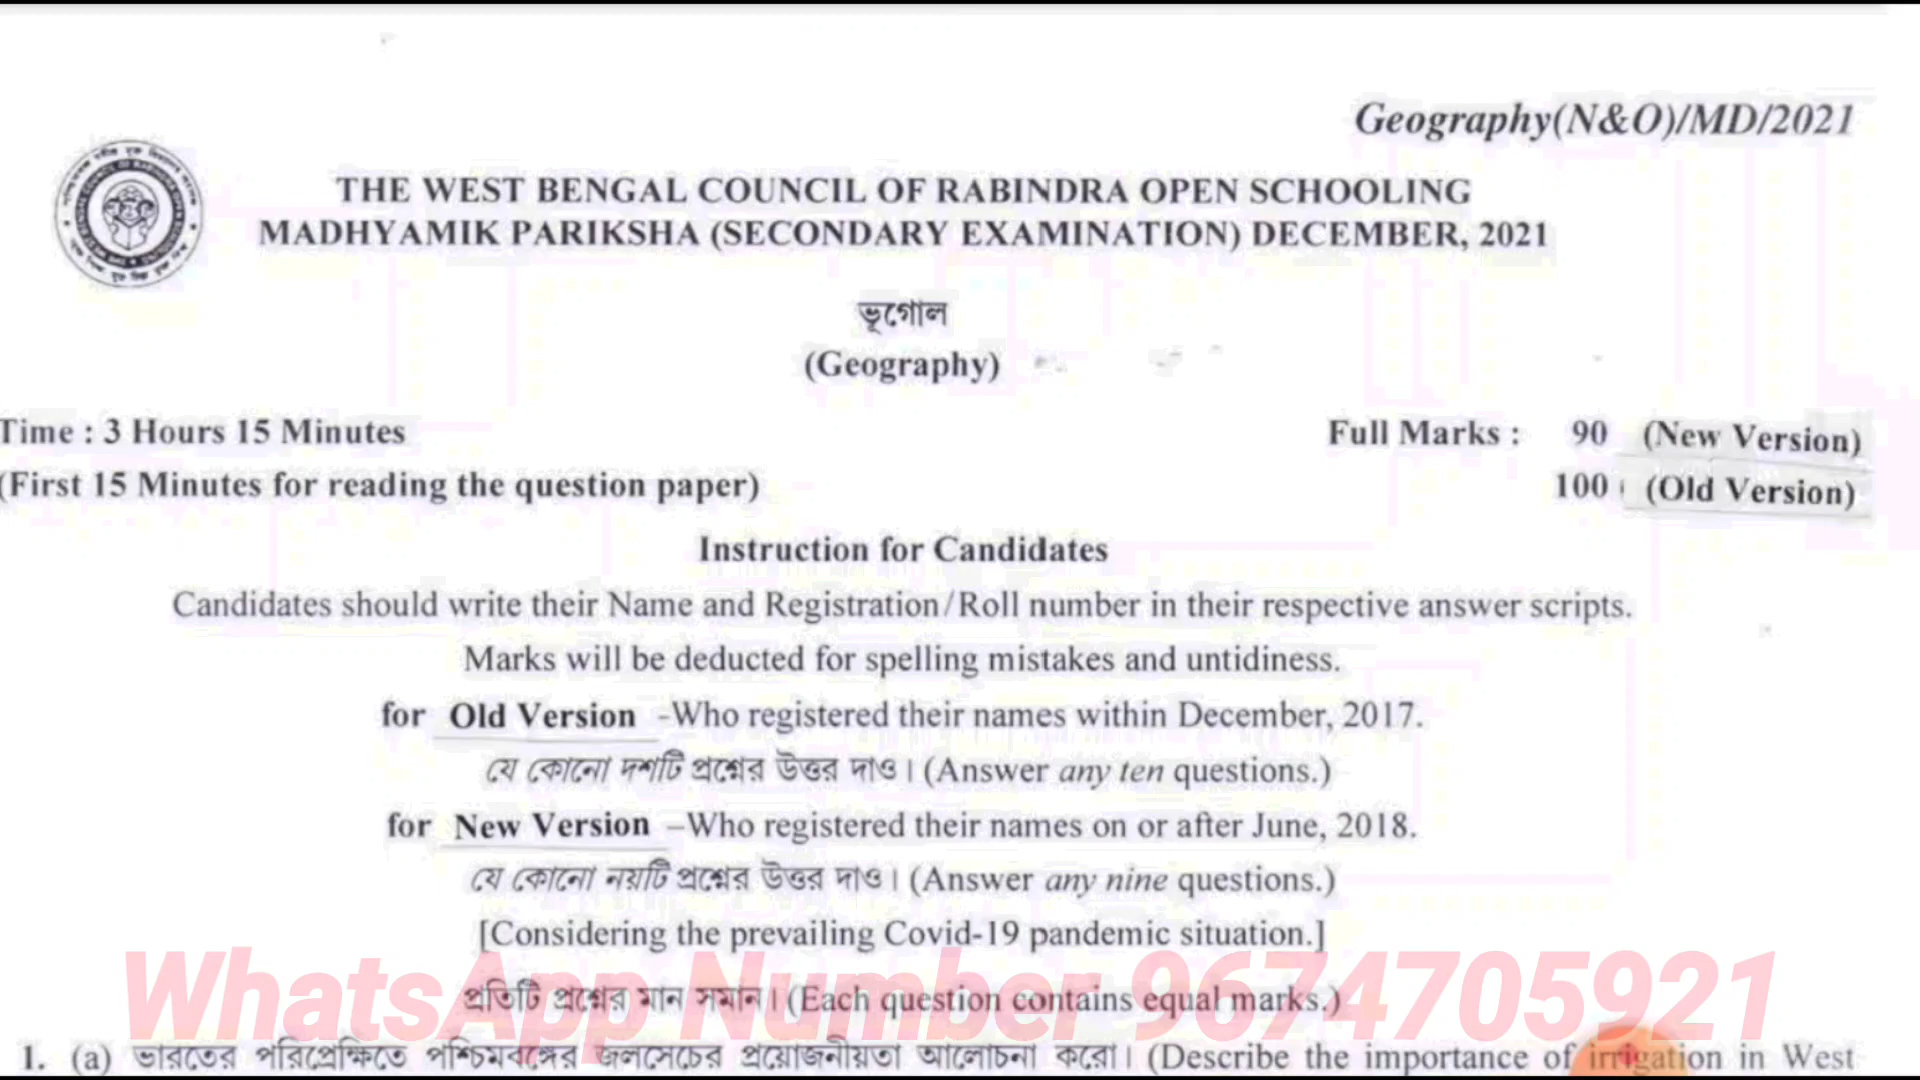 Geography(N&O)/MD/2021
THE WEST BENGAL COUNCIL OF RABINDRA OPEN SCHOOLING
MADHYAMIK PARIKSHA (SECONDARY EXAMINATION) DECEMBER, 2021
ভূগোল
(Geography)
Time : 3 Hours 15 Minutes
Full Marks : 90 (New Version)
(First 15 Minutes for reading the question paper)
100 (Old Version)
Instruction for Candidates
Candidates should write their Name and Registration/Roll number in their respective answer scripts.
Marks will be deducted for spelling mistakes and untidiness.
for Old Version -Who registered their names within December, 2017.
যে কোনো দশটি প্রশ্নের উত্তর দাও। (Answer any ten questions.)
for New Version –Who registered their names on or after June, 2018.
যে কোনো নয়টি প্রশ্নের উত্তর দাও। (Answer any nine questions.)
[Considering the prevailing Covid-19 pandemic situation.]
প্রতিটি প্রশ্নের মান সমান। (Each question contains equal marks.)
WhatsApp Number 9674705921
1. (a) ভারতের পরিপ্রেক্ষিতে পশ্চিমবঙ্গের জলসেচের প্রয়োজনীয়তা আলোচনা করো। (Describe the importance of irrigation in West